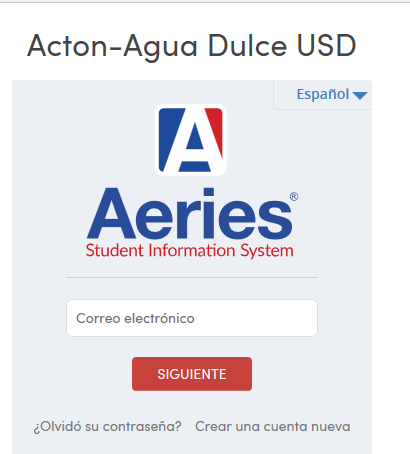 Acton-Agua Dulce USD
Español
A
Aeries®
Student Information System
Correo electrónico
SIGUIENTE
¿Olvidó su contraseña? Crear una cuenta nueva